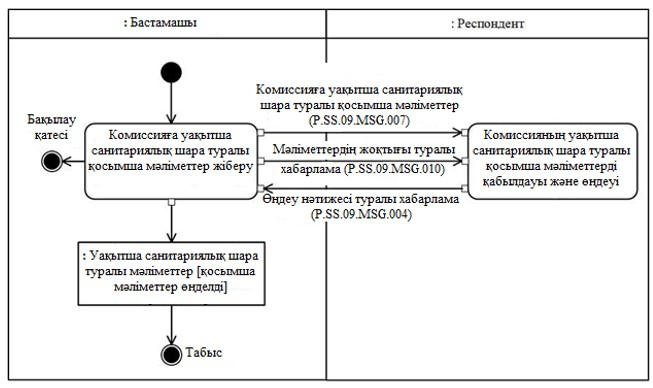 : Бастамашы
: Респондент
Комиссияға уақытша санитариялық
шара туралы қосымша мәліметтер
(P.SS.09.MSG.007)
Бақылау
қатесі
Комиссияға уақытша
санитариялық шара туралы
қосымша мәліметтер жіберу
Мәліметтердің жоқтығы туралы
хабарлама (P.SS.09.MSG.010)
Комиссияның уақытша
санитариялық шара туралы
қосымша мәліметтерді
қабылдауы және өңдеуі
Өңдеу нәтижесі туралы хабарлама
(P.SS.09.MSG.004)
: Уақытша санитариялық шара
туралы мәліметтер [қосымша
мәліметтер өңделді]
Табыс